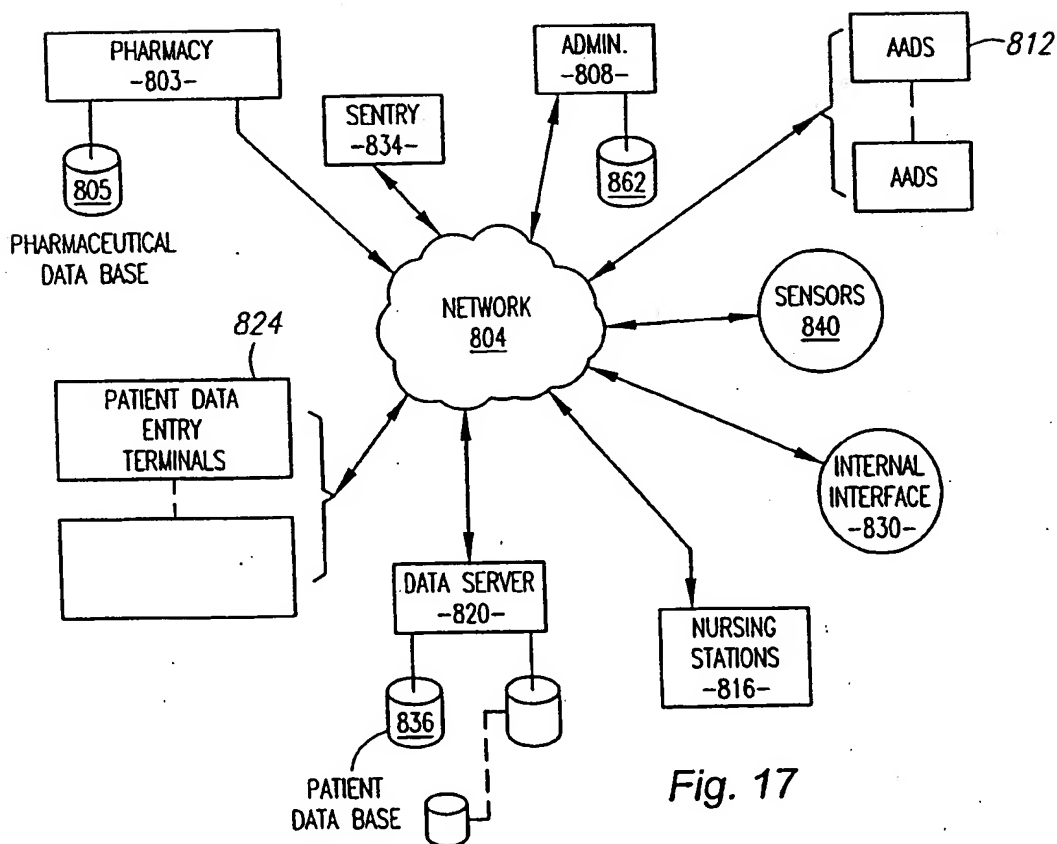 PHARMACY
-803-
805
PHARMACEUTICAL
DATA BASE
SENTRY
-834-
ADMIN.
-808-
862
AADS
812
AADS
NETWORK
804
SENSORS
840
824
PATIENT DATA
ENTRY
TERMINALS
INTERNAL
INTERFACE
-830-
DATA SERVER
-820-
836
PATIENT
DATA BASE
NURSING
STATIONS
-816-
Fig. 17